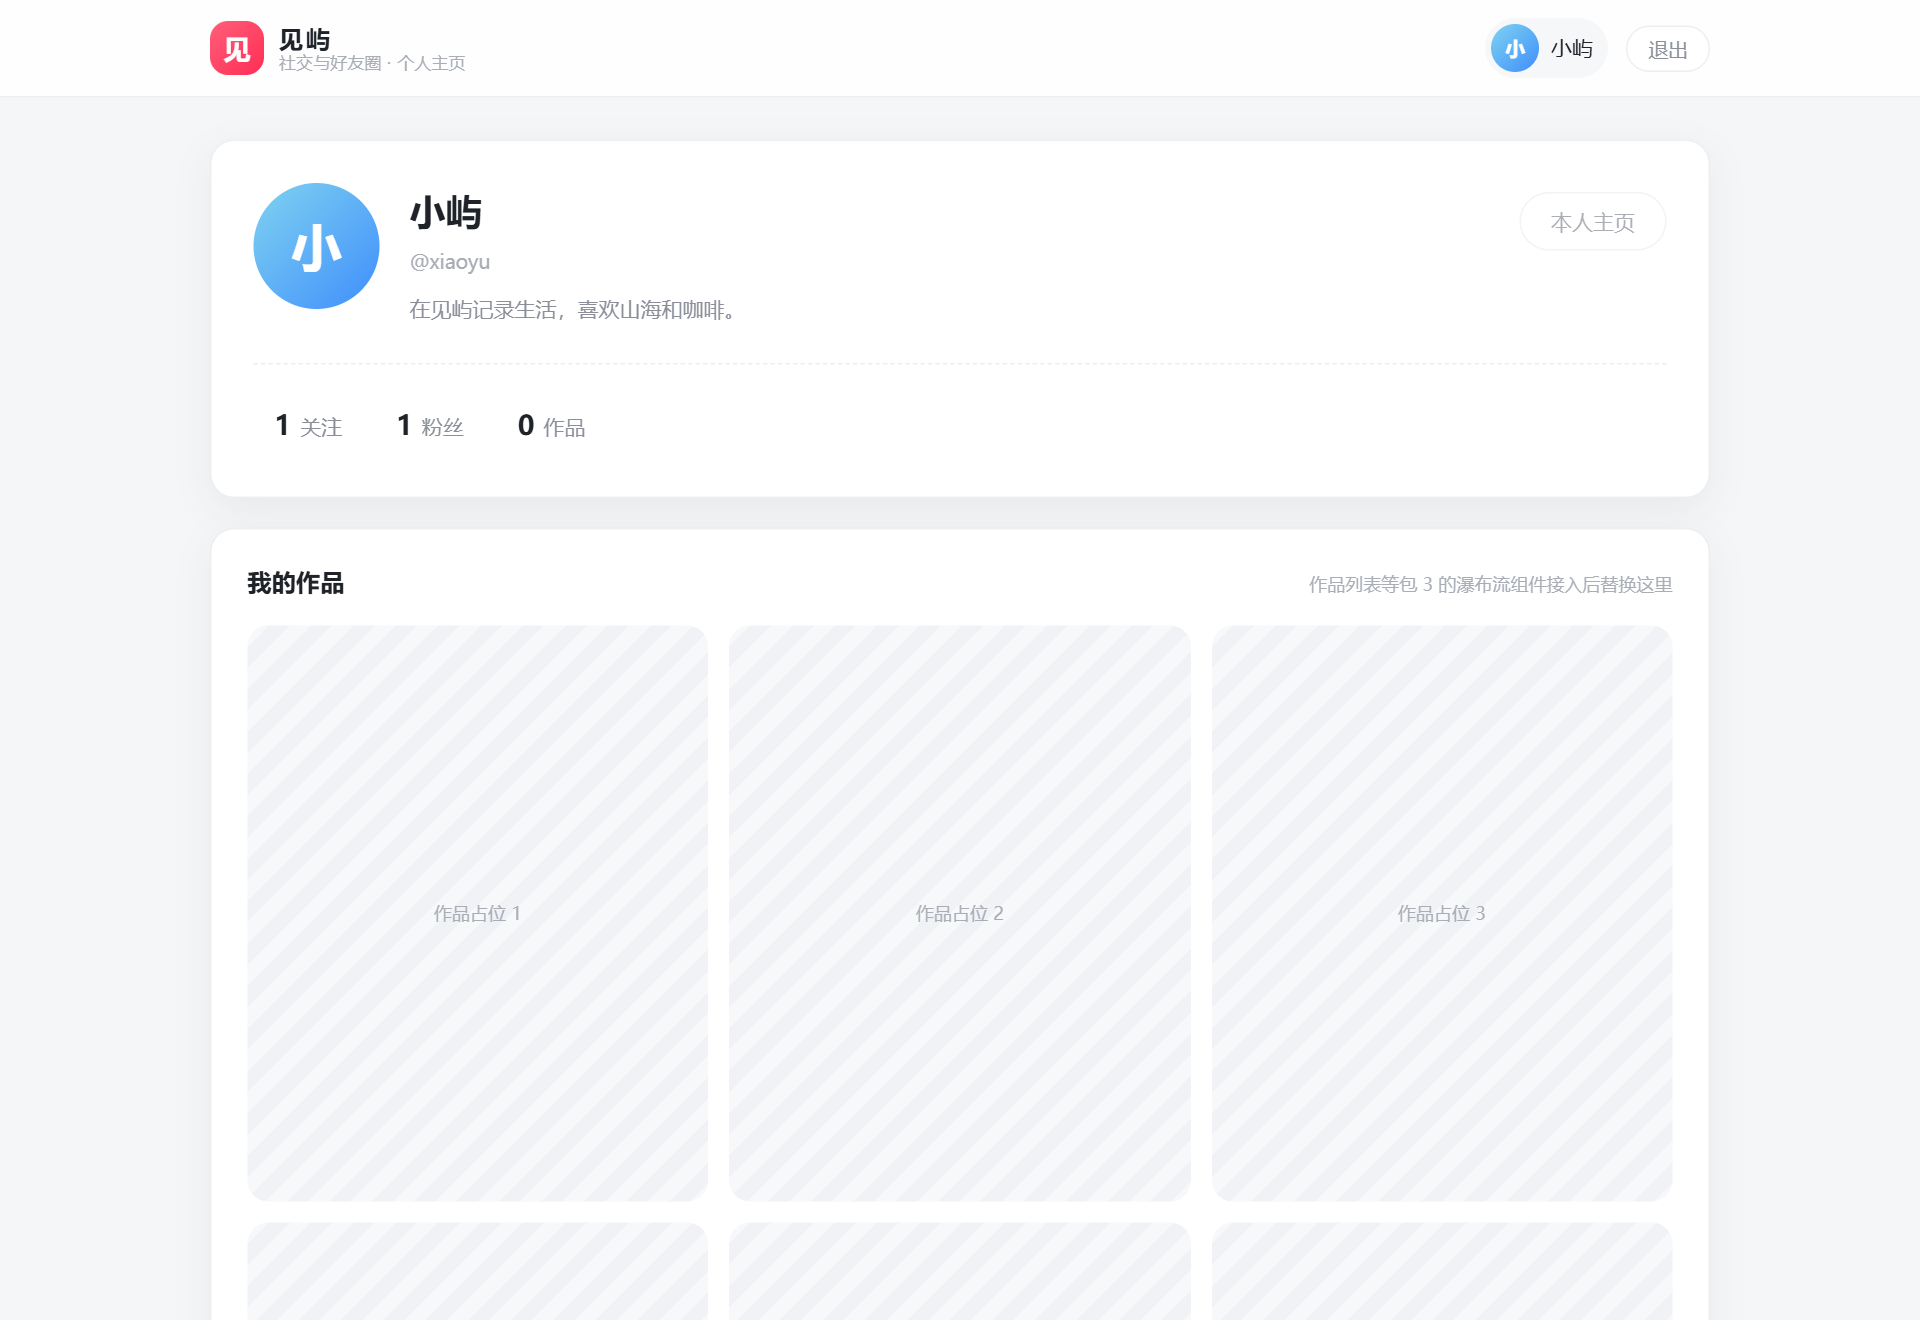 见
见屿
社交与好友圈 · 个人主页
小
小屿
退出
小
小屿
@xiaoyu
在见屿记录生活，喜欢山海和咖啡。
本人主页
1 关注
1 粉丝
0 作品
我的作品
作品列表等包 3 的瀑布流组件接入后替换这里
作品占位 1
作品占位 2
作品占位 3